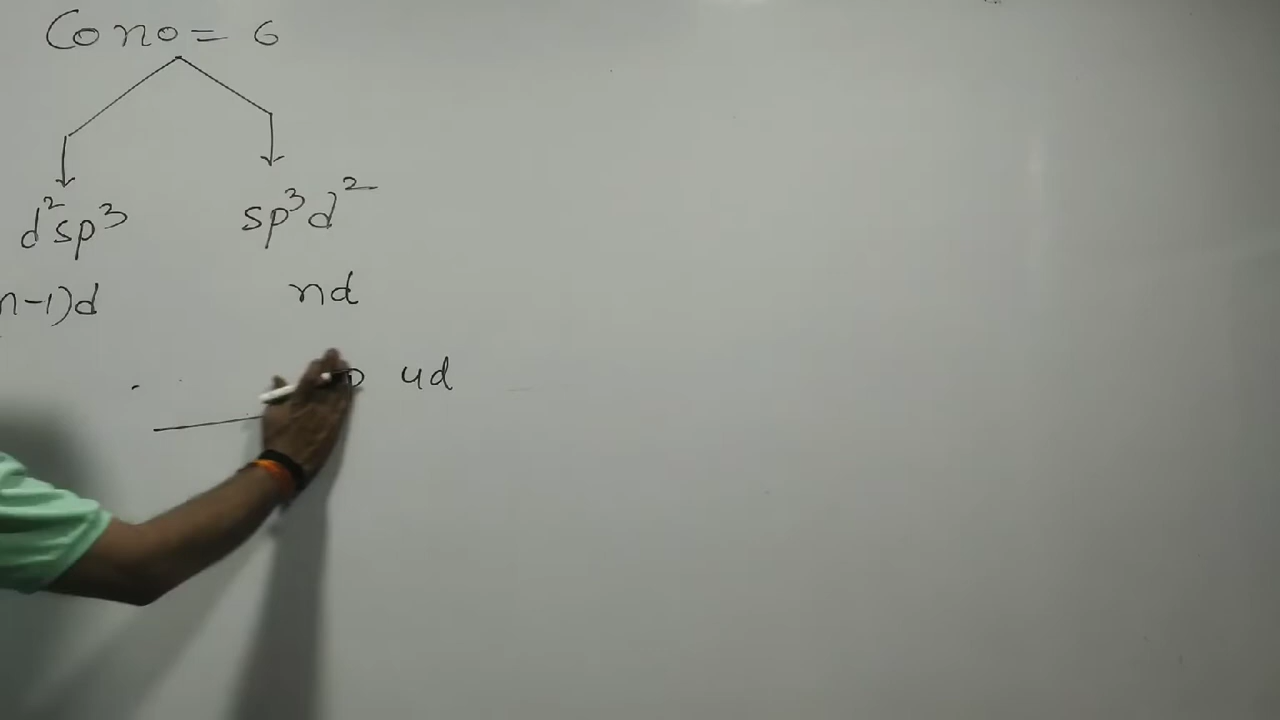 Co no = 6
d²sp³ sp³d²
n-1)d nd
4d